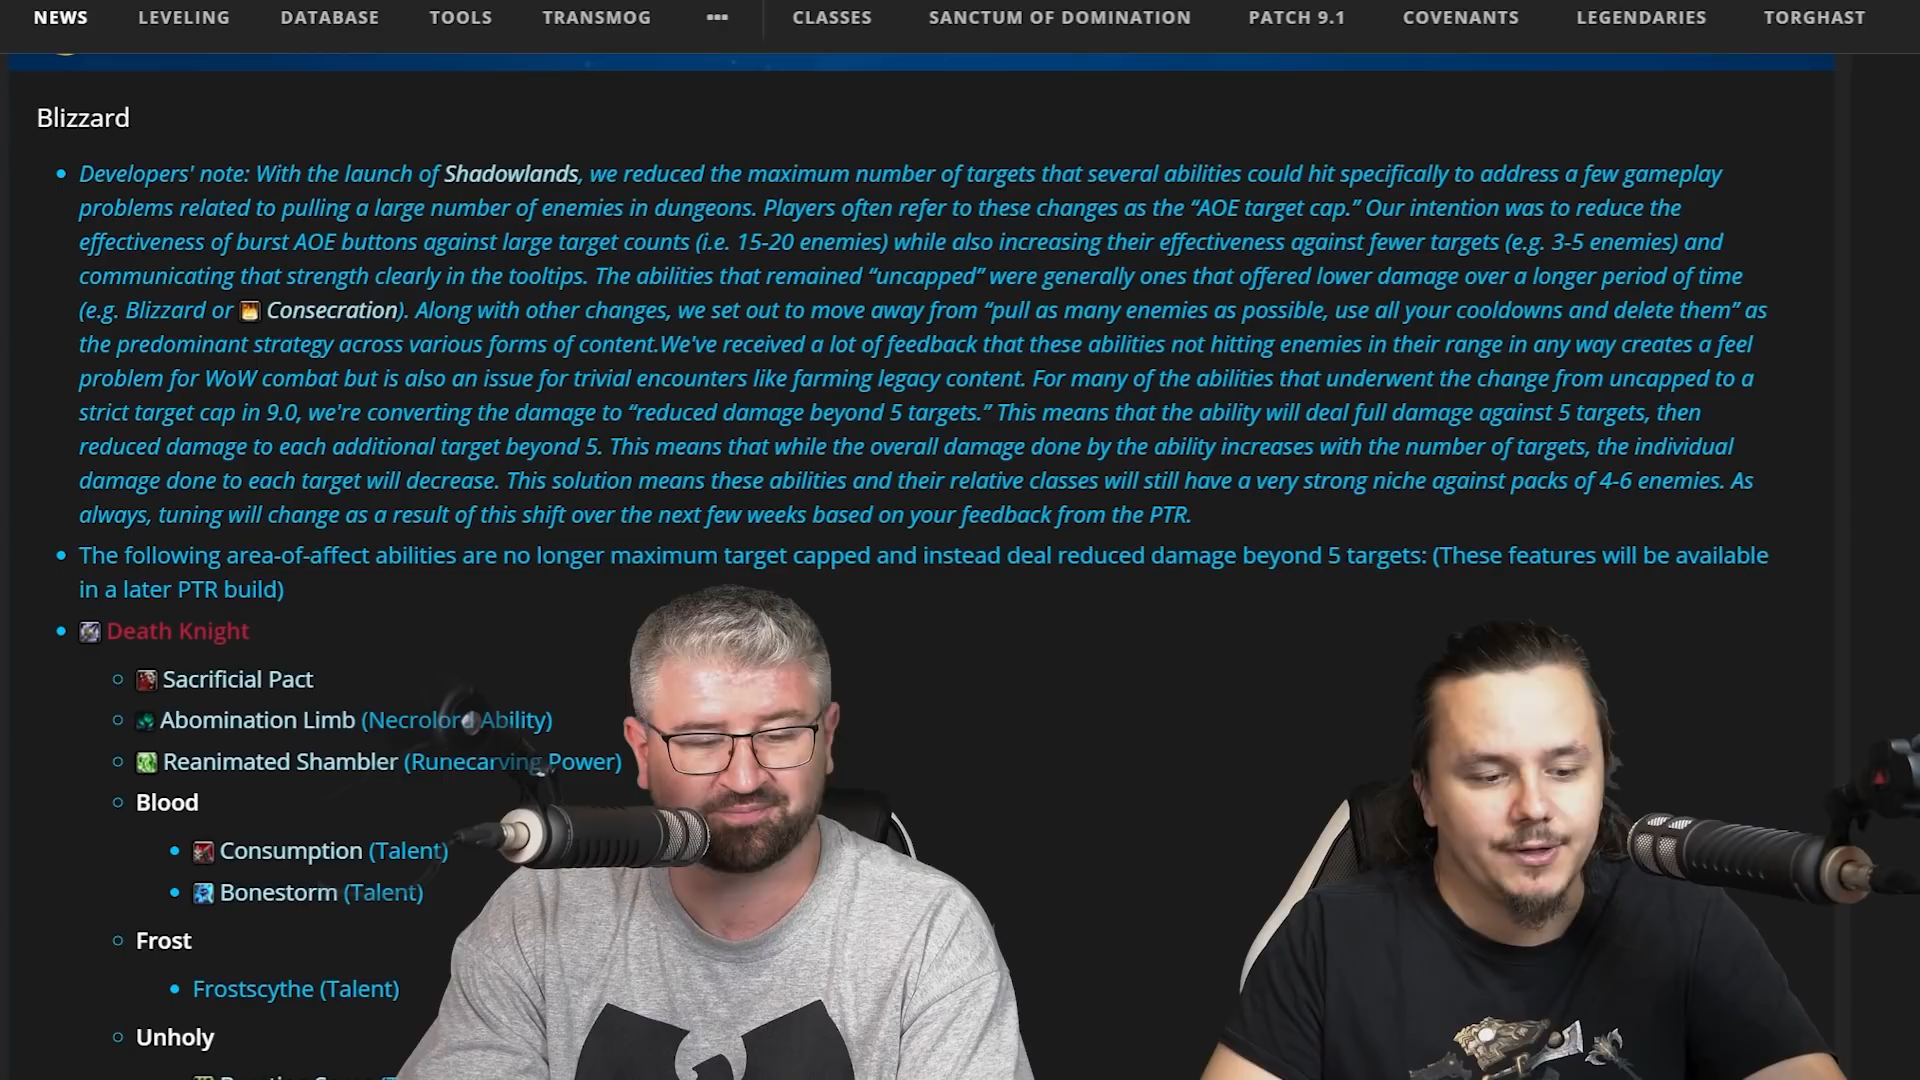 NEWS LEVELING DATABASE TOOLS TRANSMOG ••• CLASSES SANCTUM OF DOMINATION PATCH 9.1 COVENANTS LEGENDARIES TORGHAST
Blizzard
Developers' note: With the launch of Shadowlands, we reduced the maximum number of targets that several abilities could hit specifically to address a few gameplay
problems related to pulling a large number of enemies in dungeons. Players often refer to these changes as the “AOE target cap.” Our intention was to reduce the
effectiveness of burst AOE buttons against large target counts (i.e. 15-20 enemies) while also increasing their effectiveness against fewer targets (e.g. 3-5 enemies) and
communicating that strength clearly in the tooltips. The abilities that remained “uncapped” were generally ones that offered lower damage over a longer period of time
(e.g. Blizzard or Consecration). Along with other changes, we set out to move away from “pull as many enemies as possible, use all your cooldowns and delete them” as
the predominant strategy across various forms of content.We've received a lot of feedback that these abilities not hitting enemies in their range in any way creates a feel
problem for WoW combat but is also an issue for trivial encounters like farming legacy content. For many of the abilities that underwent the change from uncapped to a
strict target cap in 9.0, we're converting the damage to “reduced damage beyond 5 targets.” This means that the ability will deal full damage against 5 targets, then
reduced damage to each additional target beyond 5. This means that while the overall damage done by the ability increases with the number of targets, the individual
damage done to each target will decrease. This solution means these abilities and their relative classes will still have a very strong niche against packs of 4-6 enemies. As
always, tuning will change as a result of this shift over the next few weeks based on your feedback from the PTR.
The following area-of-affect abilities are no longer maximum target capped and instead deal reduced damage beyond 5 targets: (These features will be available
in a later PTR build)
Death Knight
Sacrificial Pact
Abomination Limb (Necrolord Ability)
Reanimated Shambler (Runecarving Power)
Blood
Consumption (Talent)
Bonestorm (Talent)
Frost
Frostscythe (Talent)
Unholy